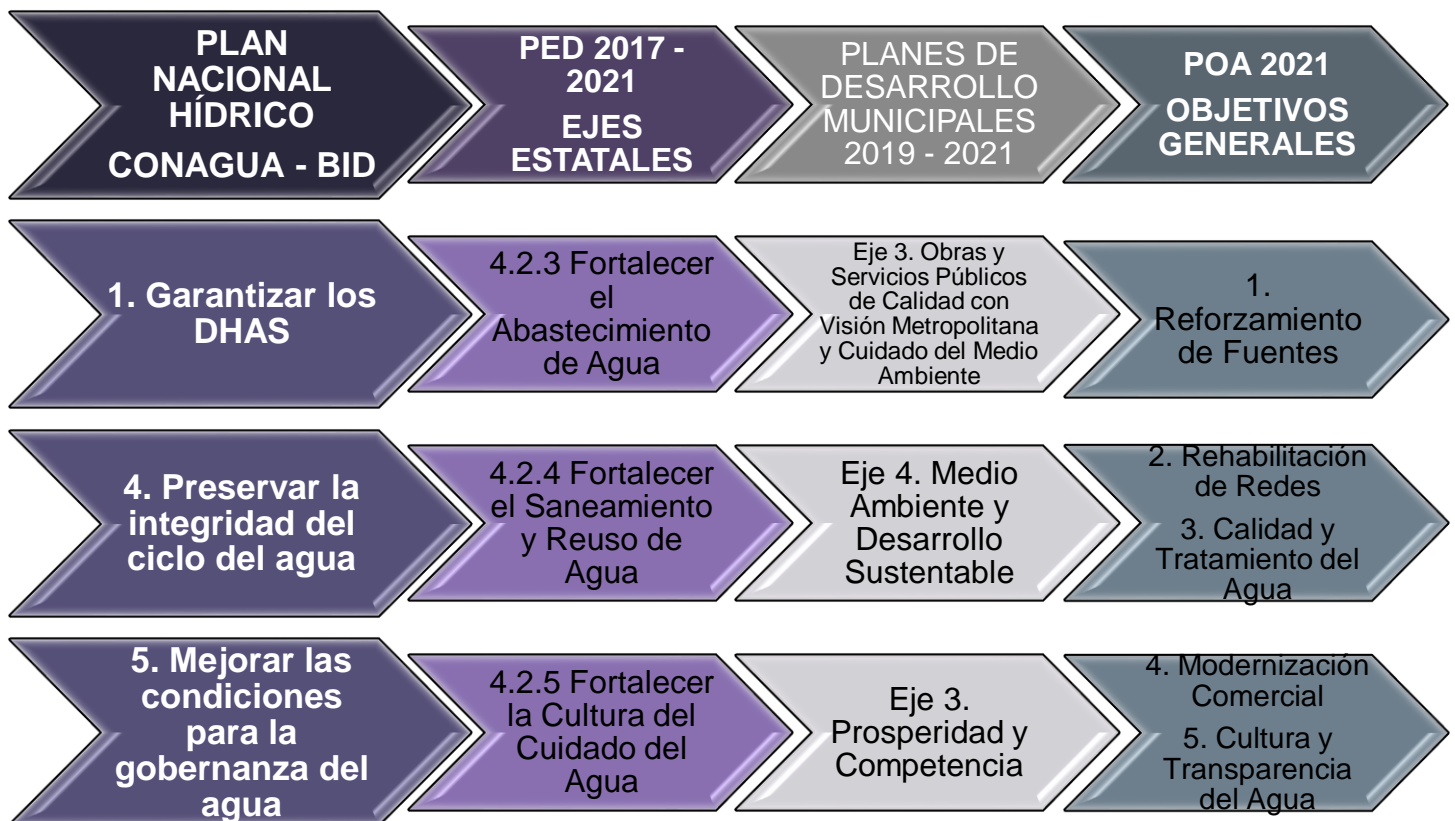 PLAN
NACIONAL
HÍDRICO
CONAGUA - BID
PED 2017 -
2021
EJES
ESTATALES
PLANES DE
DESARROLLO
MUNICIPALES
2019 - 2021
POA 2021
OBJETIVOS
GENERALES
1. Garantizar los
DHAS
4.2.3 Fortalecer
el
Abastecimiento
de Agua
Eje 3. Obras y
Servicios Públicos
de Calidad con
Visión Metropolitana
y Cuidado del Medio
Ambiente
1.
Reforzamiento
de Fuentes
4. Preservar la
integridad del
ciclo del agua
4.2.4 Fortalecer
el Saneamiento
y Reuso de
Agua
Eje 4. Medio
Ambiente y
Desarrollo
Sustentable
2. Rehabilitación
de Redes
3. Calidad y
Tratamiento del
Agua
5. Mejorar las
condiciones
para la
gobernanza del
agua
4.2.5 Fortalecer
la Cultura del
Cuidado del
Agua
Eje 3.
Prosperidad y
Competencia
4. Modernización
Comercial
5. Cultura y
Transparencia
del Agua